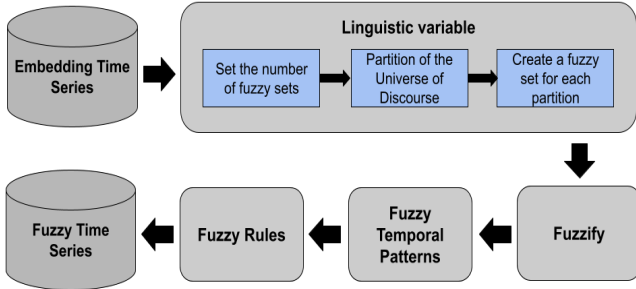 Linguistic variable
Embedding Time
Series
Set the number
of fuzzy sets
Partition of the
Universe of
Discourse
Create a fuzzy
set for each
partition
Fuzzy Time
Series
Fuzzy Rules
Fuzzy
Temporal
Patterns
Fuzzify